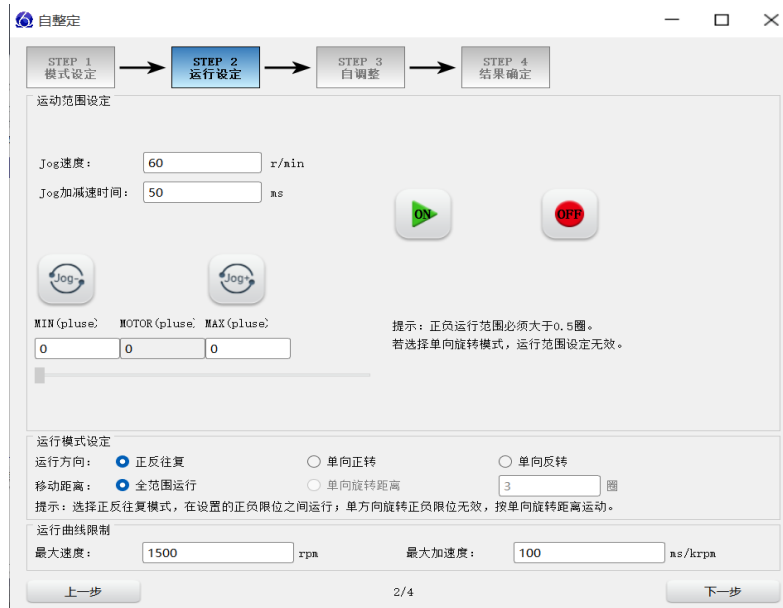 自整定
STEP 1
模式设定
STEP 2
运行设定
STEP 3
自调整
STEP 4
结果确定
运动范围设定
Jog速度： 60 r/min
Jog加减速时间： 50 ms
ON OFF
Jog- Jog+
MIN(pluse) MOTOR(pluse) MAX(pluse)
0 0 0
提示：正负运行范围必须大于0.5圈。
若选择单向旋转模式，运行范围设定无效。
运行模式设定
运行方向： 正反往复 单向正转 单向反转
移动距离： 全范围运行 单向旋转距离 3 圈
提示：选择正反往复模式，在设置的正负限位之间运行；单方向旋转正负限位无效，按单向旋转距离运动。
运行曲线限制
最大速度： 1500 rpm 最大加速度： 100 ms/krpm
上一步 2/4 下一步